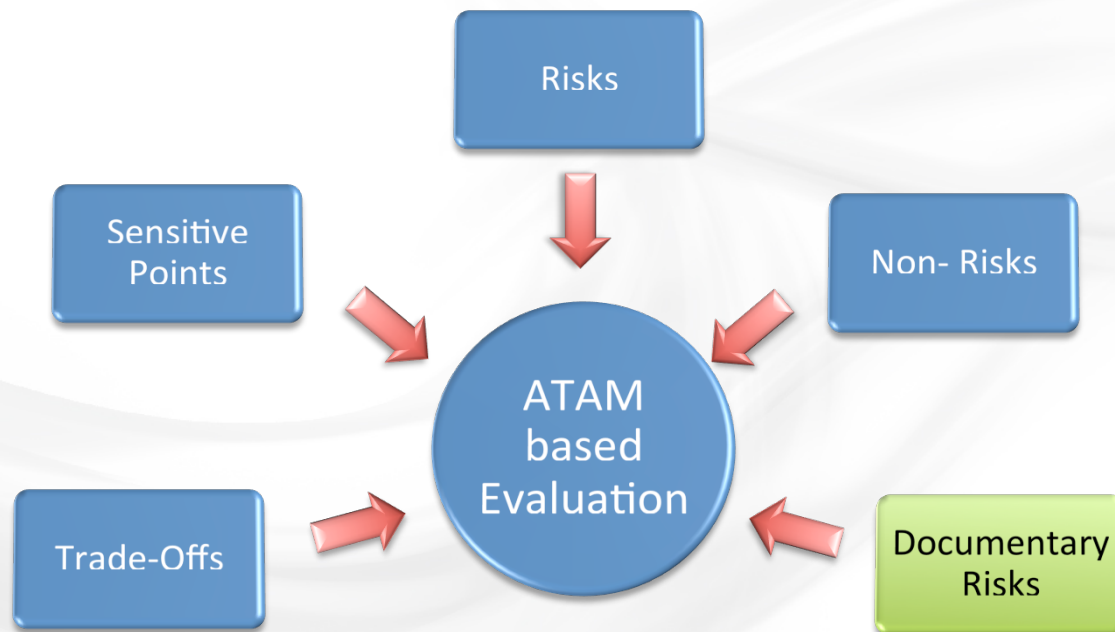 Risks
Sensitive
Points
Non- Risks
ATAM
based
Evaluation
Trade-Offs
Documentary
Risks